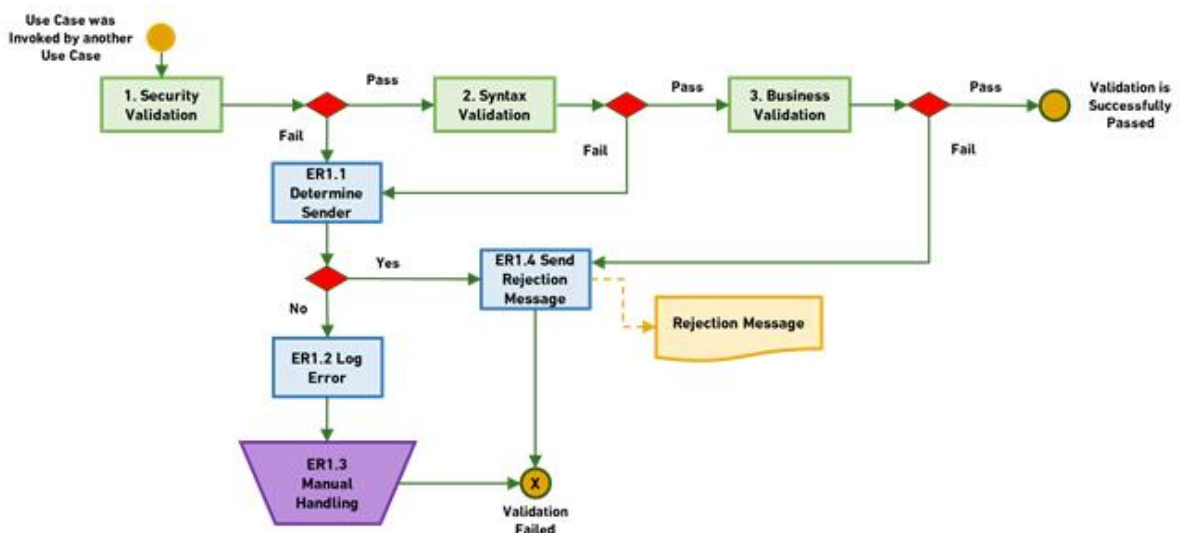 Use Case was
Invoked by another
Use Case
1. Security
Validation
Pass
2. Syntax
Validation
Pass
3. Business
Validation
Pass
Validation is
Successfully
Passed
Fail
Fail
Fail
ER1.1
Determine
Sender
Yes
ER1.4 Send
Rejection
Message
No
Rejection Message
ER1.2 Log
Error
ER1.3
Manual
Handling
X
Validation
Failed